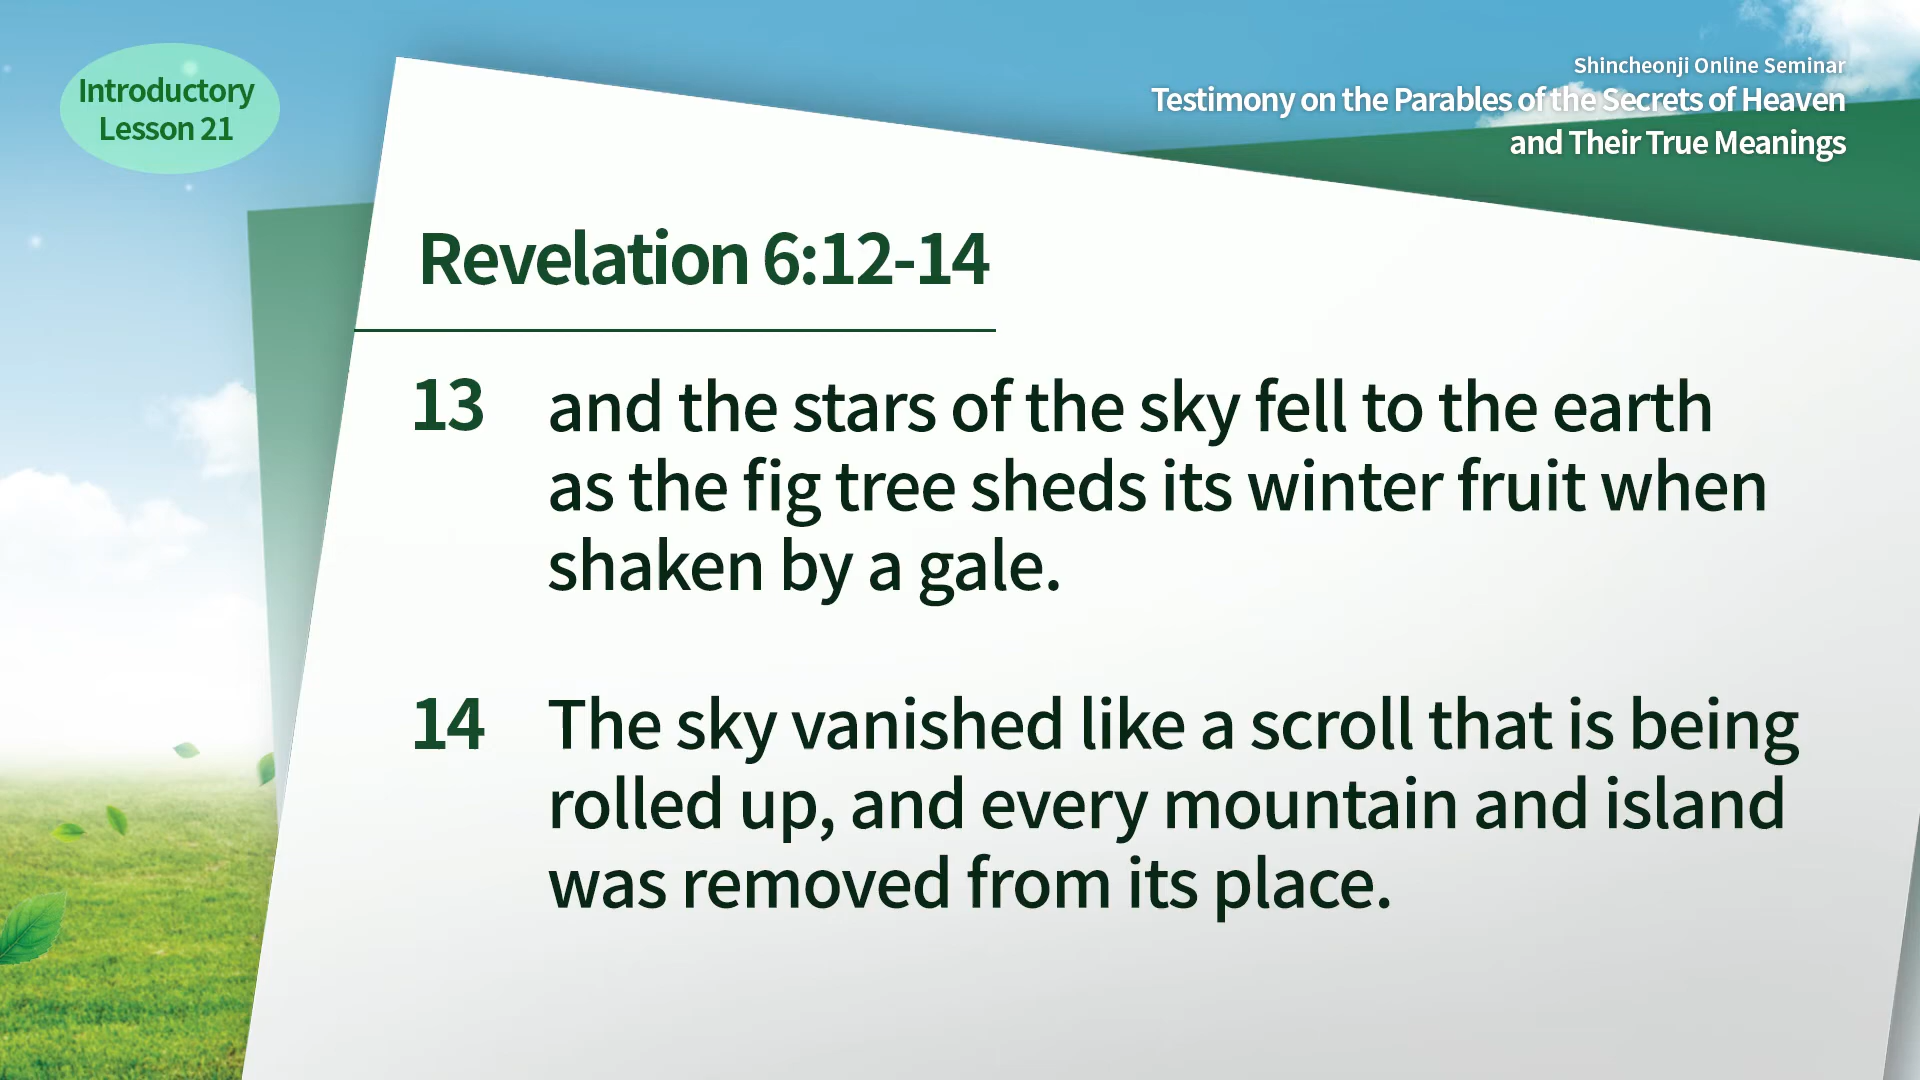 Introductory
Lesson 21
Shincheonji Online Seminar
Testimony on the Parables of the Secrets of Heaven
and Their True Meanings
Revelation 6:12-14
13 and the stars of the sky fell to the earth
as the fig tree sheds its winter fruit when
shaken by a gale.
14 The sky vanished like a scroll that is being
rolled up, and every mountain and island
was removed from its place.